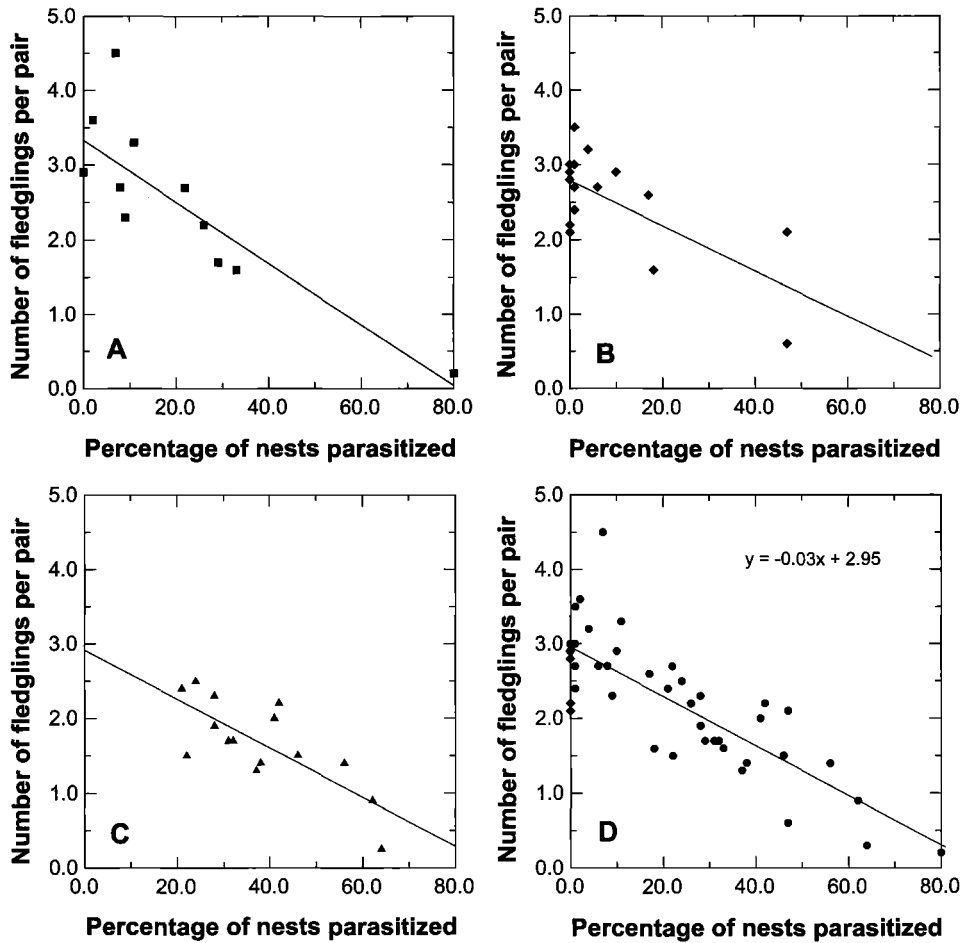 Number of fledglings per pair
5.0
4.0
3.0
2.0
1.0
0.0
A
0.0 20.0 40.0 60.0 80.0
Percentage of nests parasitized
Number of fledglings per pair
5.0
4.0
3.0
2.0
1.0
0.0
B
0.0 20.0 40.0 60.0 80.0
Percentage of nests parasitized
Number of fledglings per pair
5.0
4.0
3.0
2.0
1.0
0.0
C
0.0 20.0 40.0 60.0 80.0
Percentage of nests parasitized
Number of fledglings per pair
5.0
4.0
3.0
2.0
1.0
0.0
y = -0.03x + 2.95
D
0.0 20.0 40.0 60.0 80.0
Percentage of nests parasitized